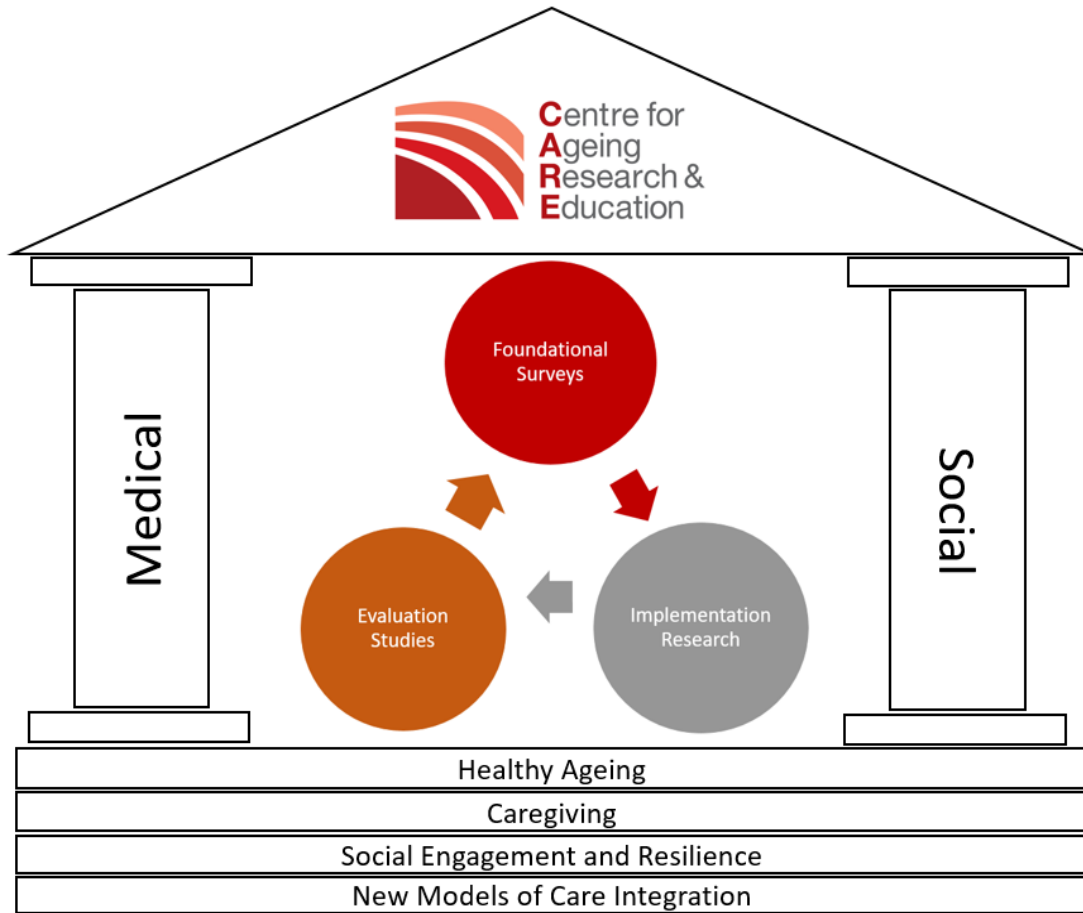 Centre for
Ageing
Research &
Education
Foundational
Surveys
Medical
Social
Evaluation
Studies
Implementation
Research
Healthy Ageing
Caregiving
Social Engagement and Resilience
New Models of Care Integration